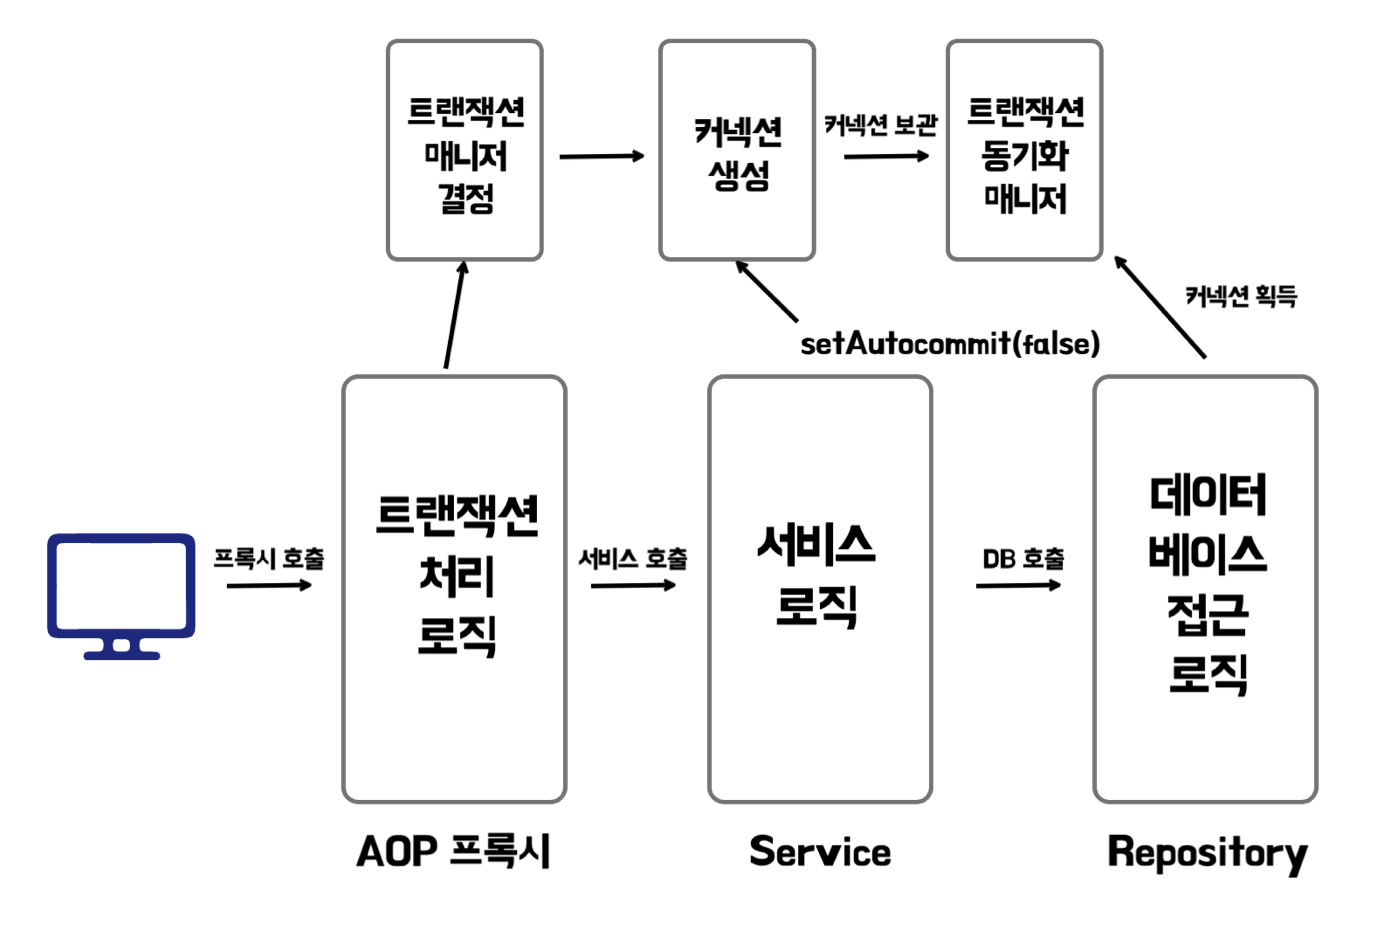 트랜잭션
매니저
결정
커넥션
생성
커넥션 보관
트랜잭션
동기화
매니저
커넥션 획득
setAutocommit(false)
프록시 호출
트랜잭션
처리
로직
서비스 호출
서비스
로직
DB 호출
데이터
베이스
접근
로직
AOP 프록시
Service
Repository